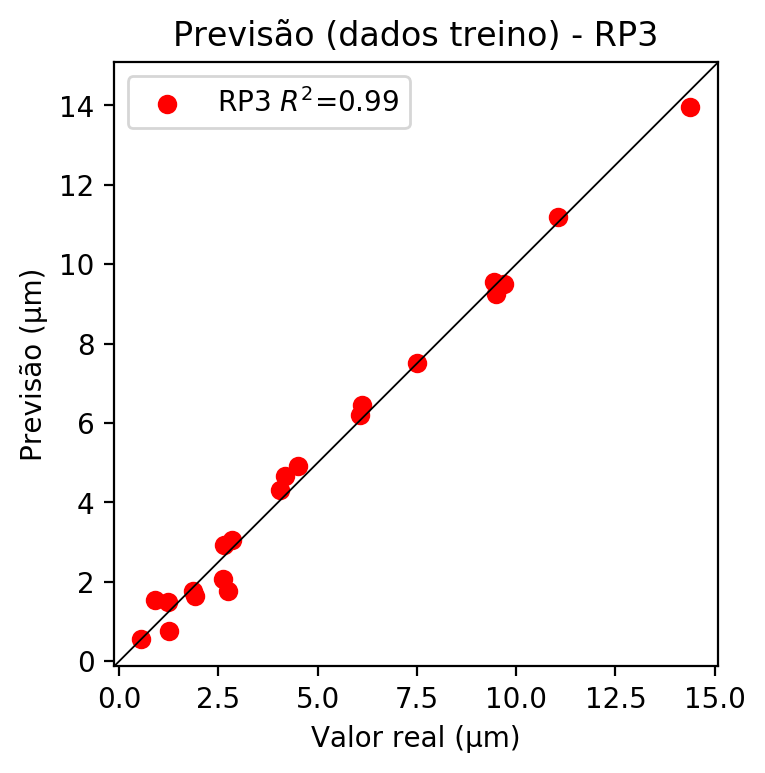 Previsão (dados treino) - RP3
RP3 R²=0.99
14
12
10
8
6
4
2
0
Previsão (μm)
0.0 2.5 5.0 7.5 10.0 12.5 15.0
Valor real (μm)